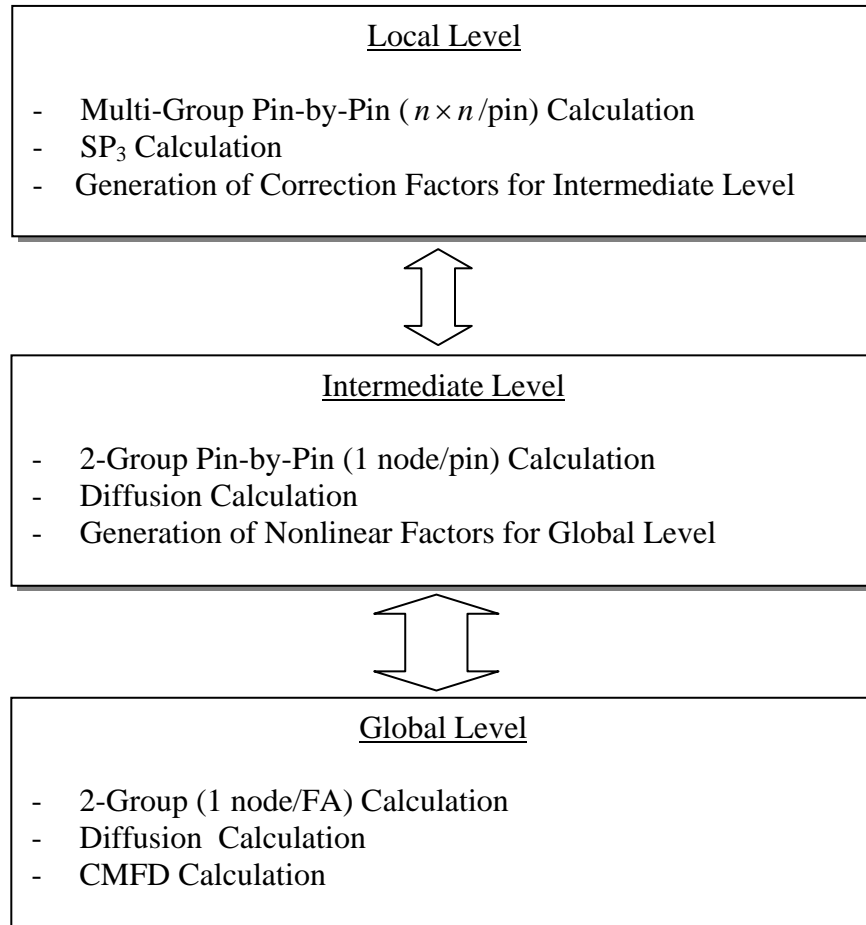 Local Level
- Multi-Group Pin-by-Pin ( n × n /pin) Calculation
- SP₃ Calculation
- Generation of Correction Factors for Intermediate Level
Intermediate Level
- 2-Group Pin-by-Pin (1 node/pin) Calculation
- Diffusion Calculation
- Generation of Nonlinear Factors for Global Level
Global Level
- 2-Group (1 node/FA) Calculation
- Diffusion Calculation
- CMFD Calculation